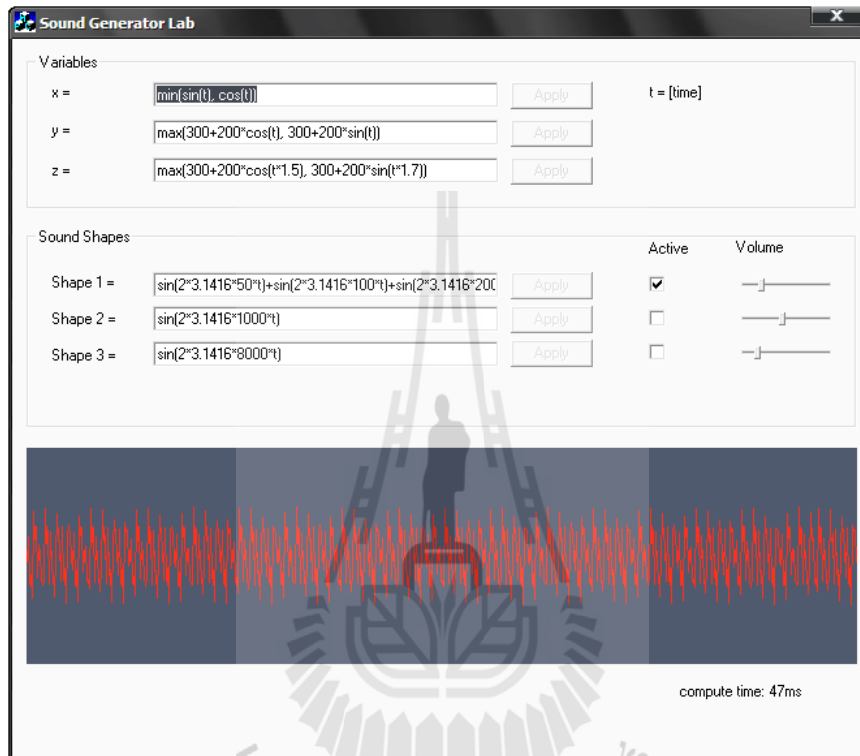 Sound Generator Lab
X
Variables
x = min(sin(t), cos(t)) Apply t = [time]
y = max(300+200*cos(t), 300+200*sin(t)) Apply
z = max(300+200*cos(t*1.5), 300+200*sin(t*1.7)) Apply
Sound Shapes Active Volume
Shape 1 = sin(2*3.1416*50*t)+sin(2*3.1416*100*t)+sin(2*3.1416*200 Apply
Shape 2 = sin(2*3.1416*1000*t) Apply
Shape 3 = sin(2*3.1416*8000*t) Apply
compute time: 47ms